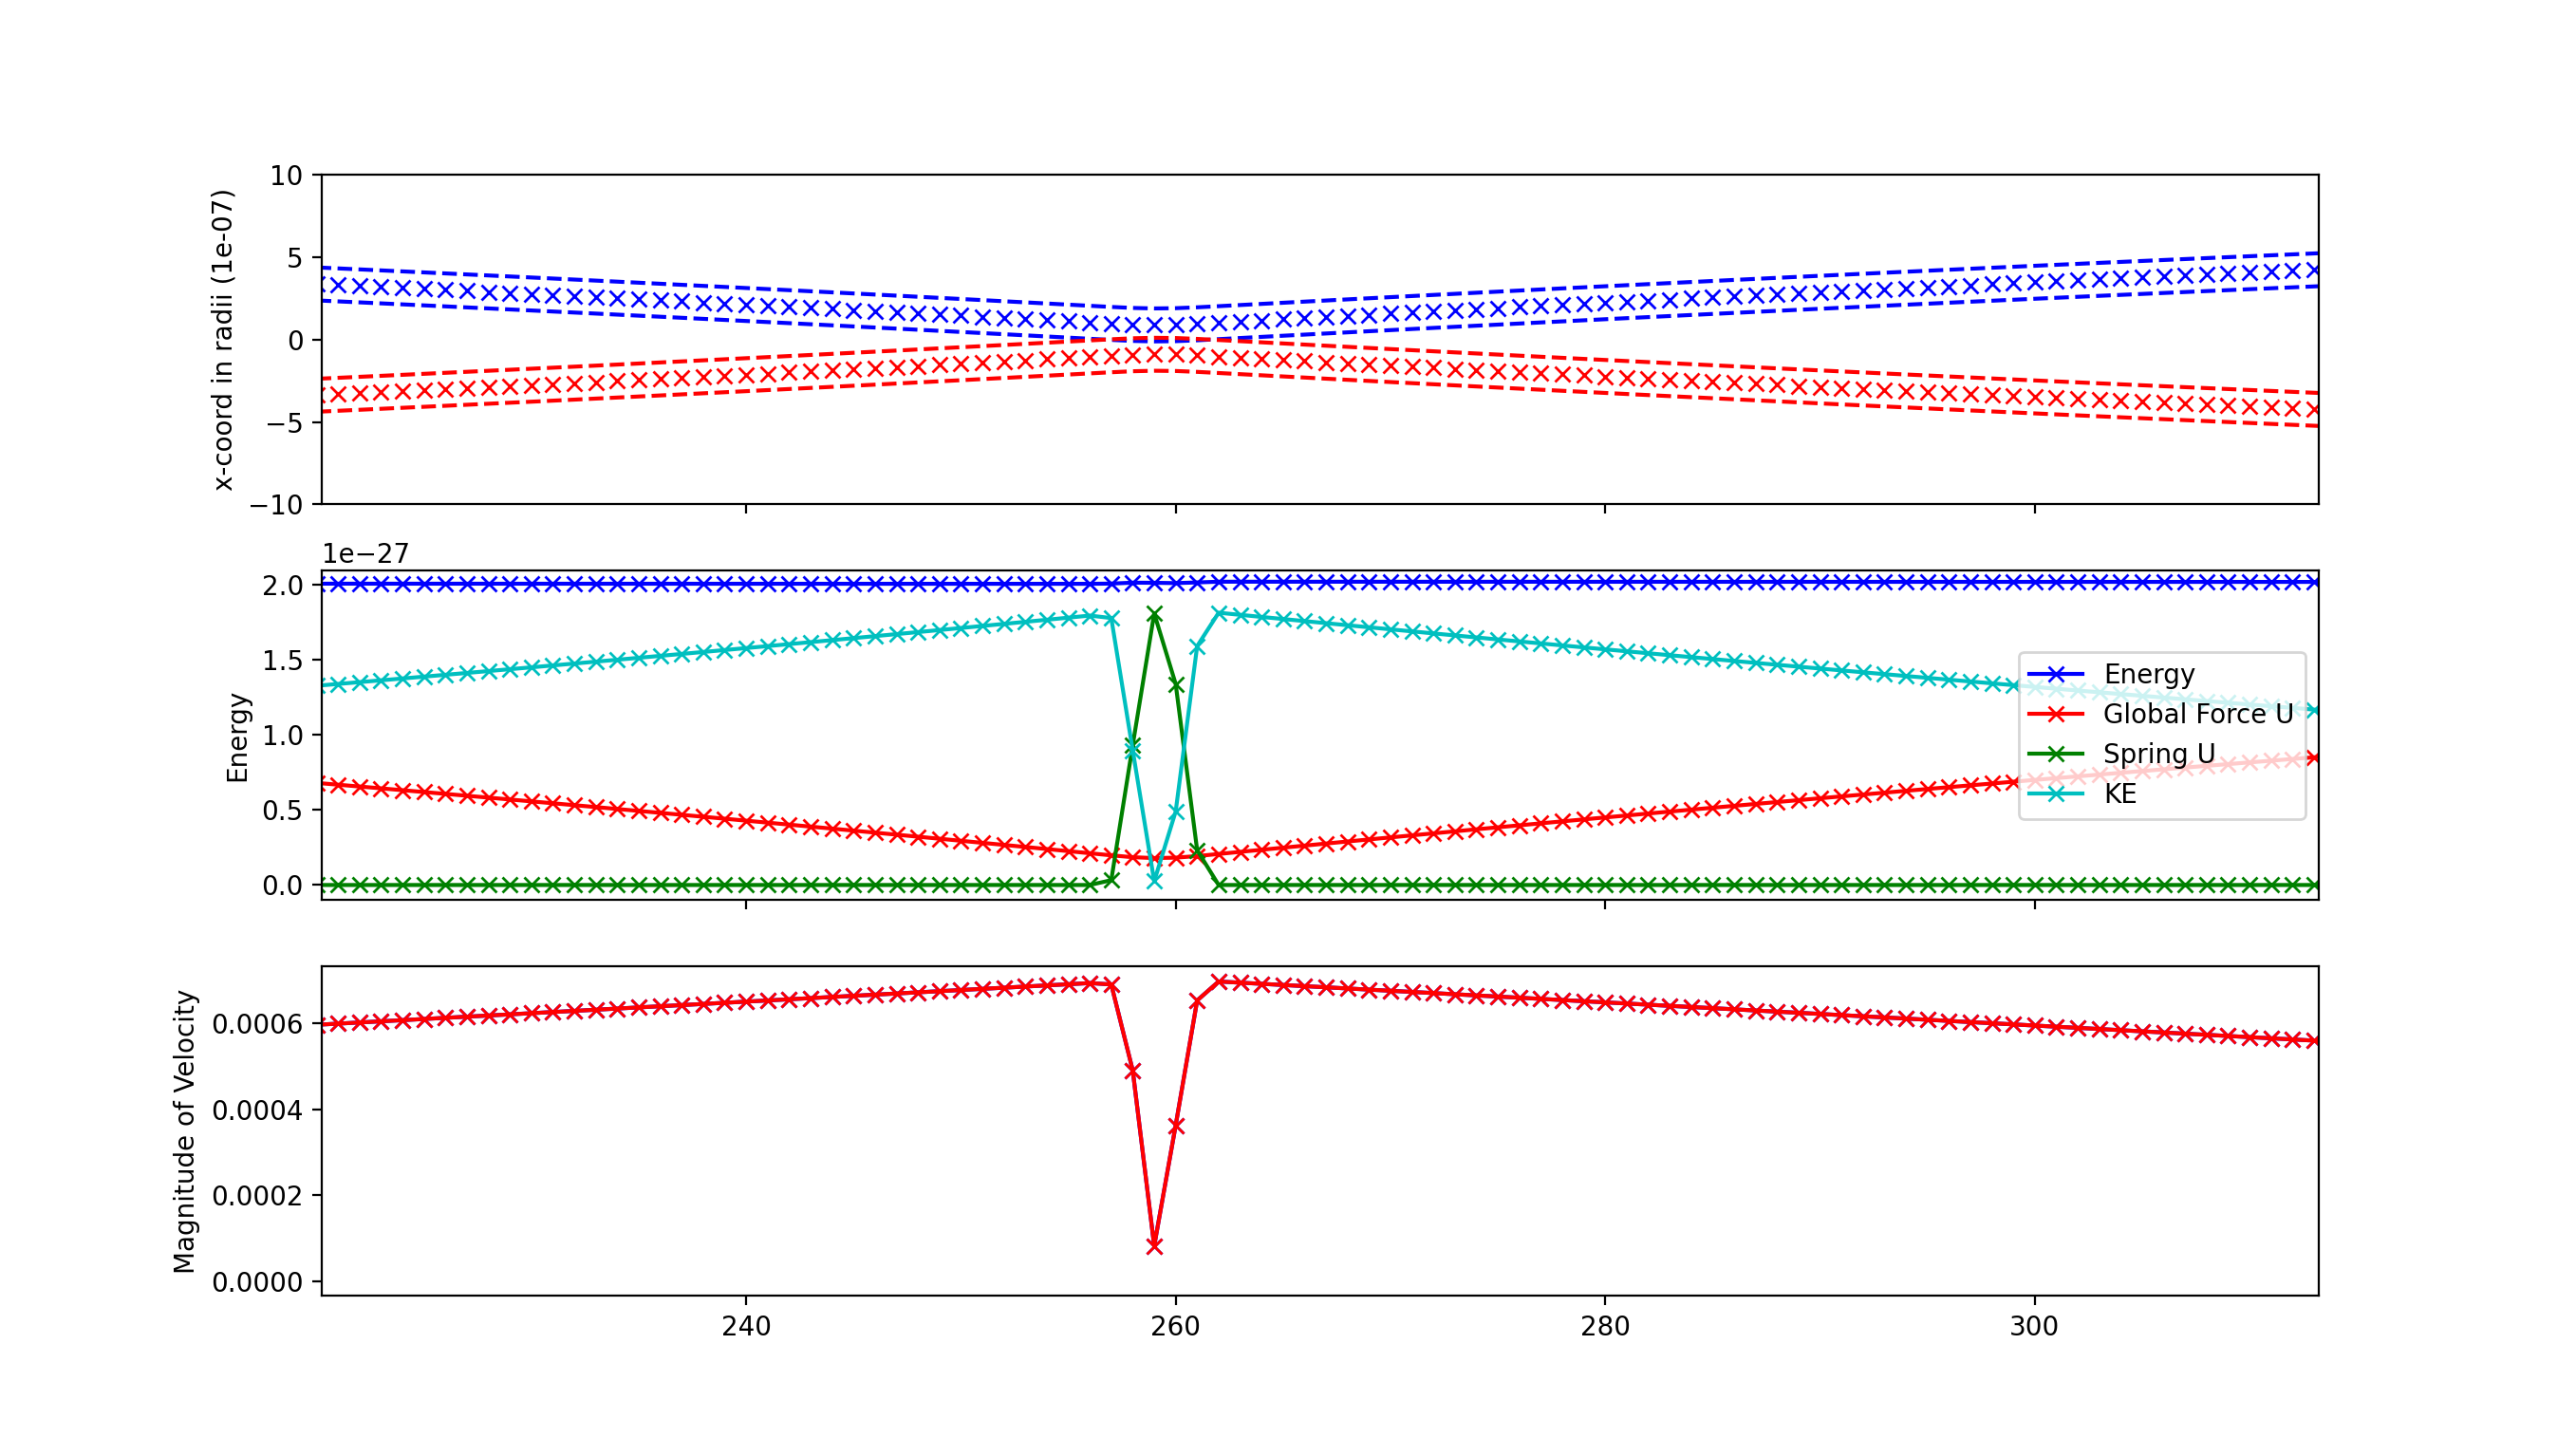 10
5
0
−5
−10
x-coord in radii (1e-07)
1e−27
2.0
1.5
1.0
0.5
0.0
Energy
Energy
Global Force U
Spring U
KE
0.0006
0.0004
0.0002
0.0000
Magnitude of Velocity
240 260 280 300